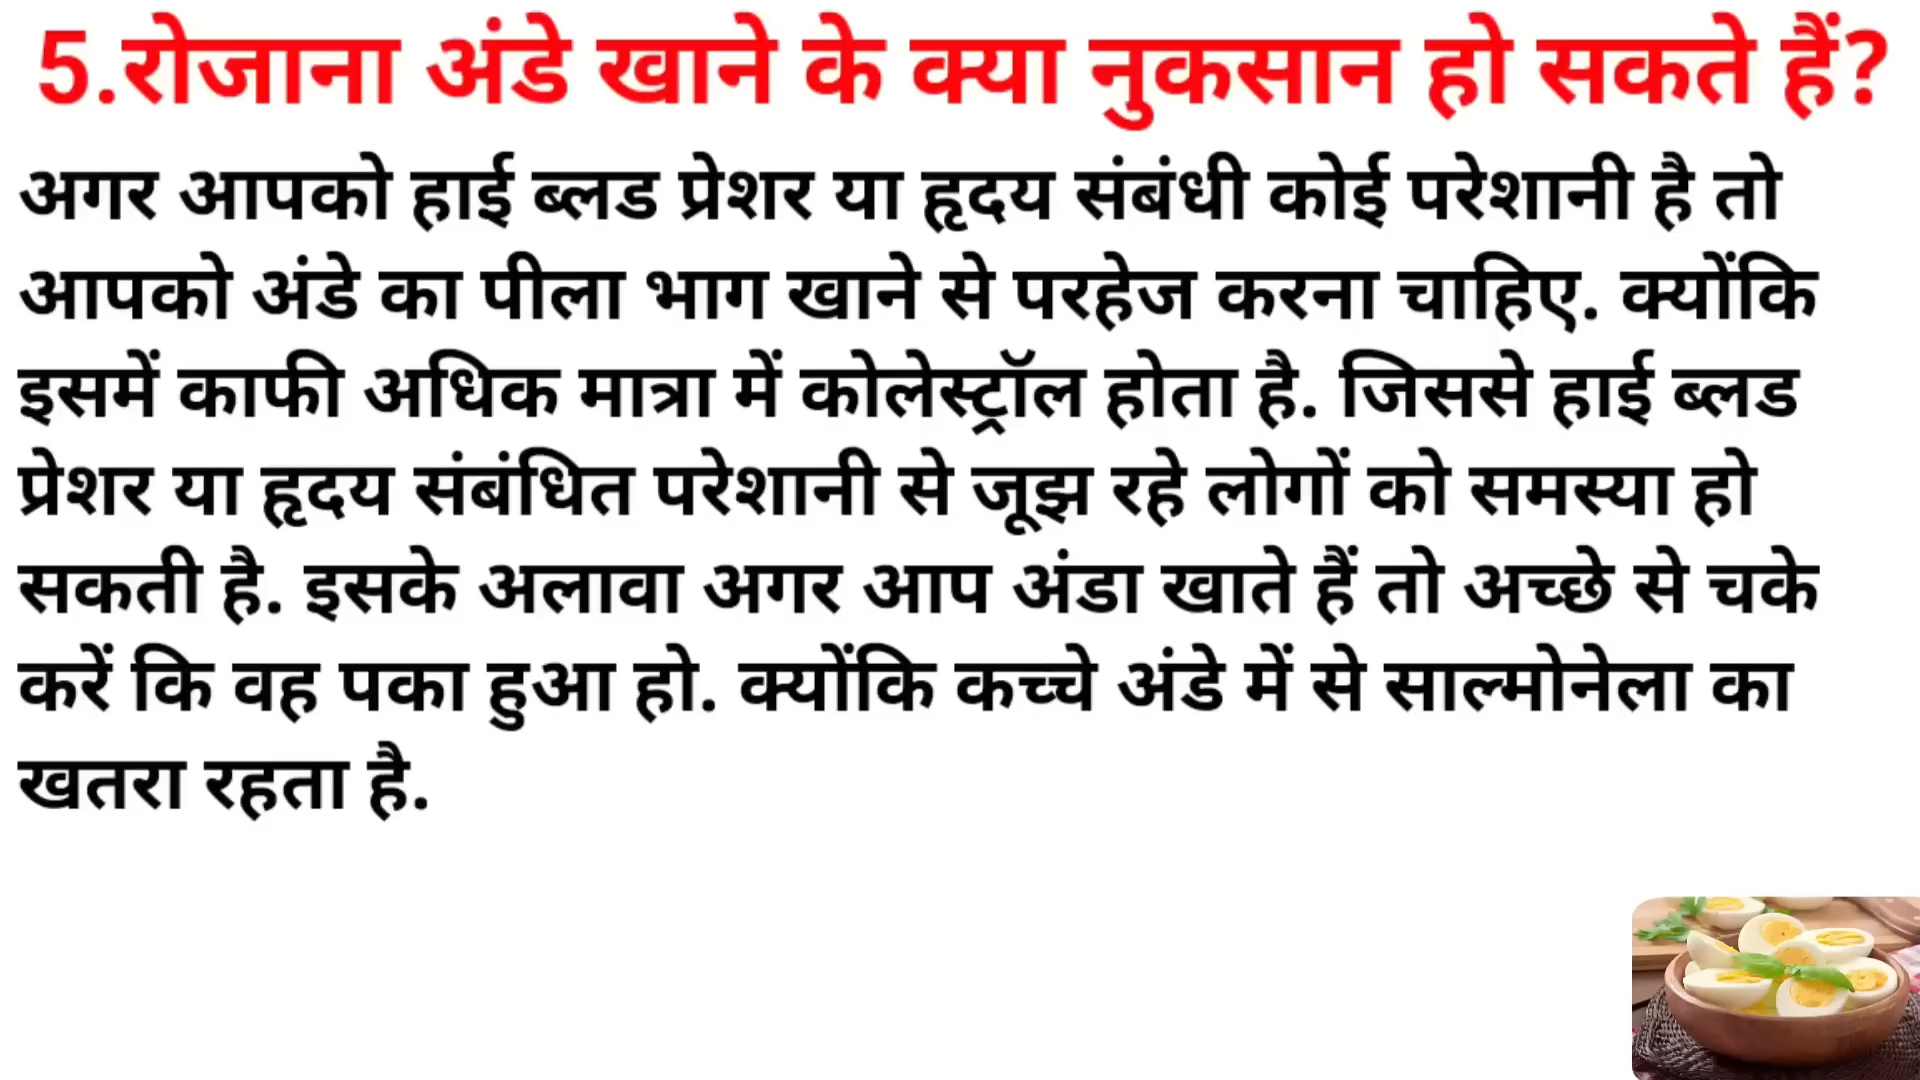 5.रोजाना अंडे खाने के क्या नुकसान हो सकते हैं?
अगर आपको हाई ब्लड प्रेशर या हृदय संबंधी कोई परेशानी है तो
आपको अंडे का पीला भाग खाने से परहेज करना चाहिए. क्योंकि
इसमें काफी अधिक मात्रा में कोलेस्ट्रॉल होता है. जिससे हाई ब्लड
प्रेशर या हृदय संबंधित परेशानी से जूझ रहे लोगों को समस्या हो
सकती है. इसके अलावा अगर आप अंडा खाते हैं तो अच्छे से चके
करें कि वह पका हुआ हो. क्योंकि कच्चे अंडे में से साल्मोनेला का
खतरा रहता है.